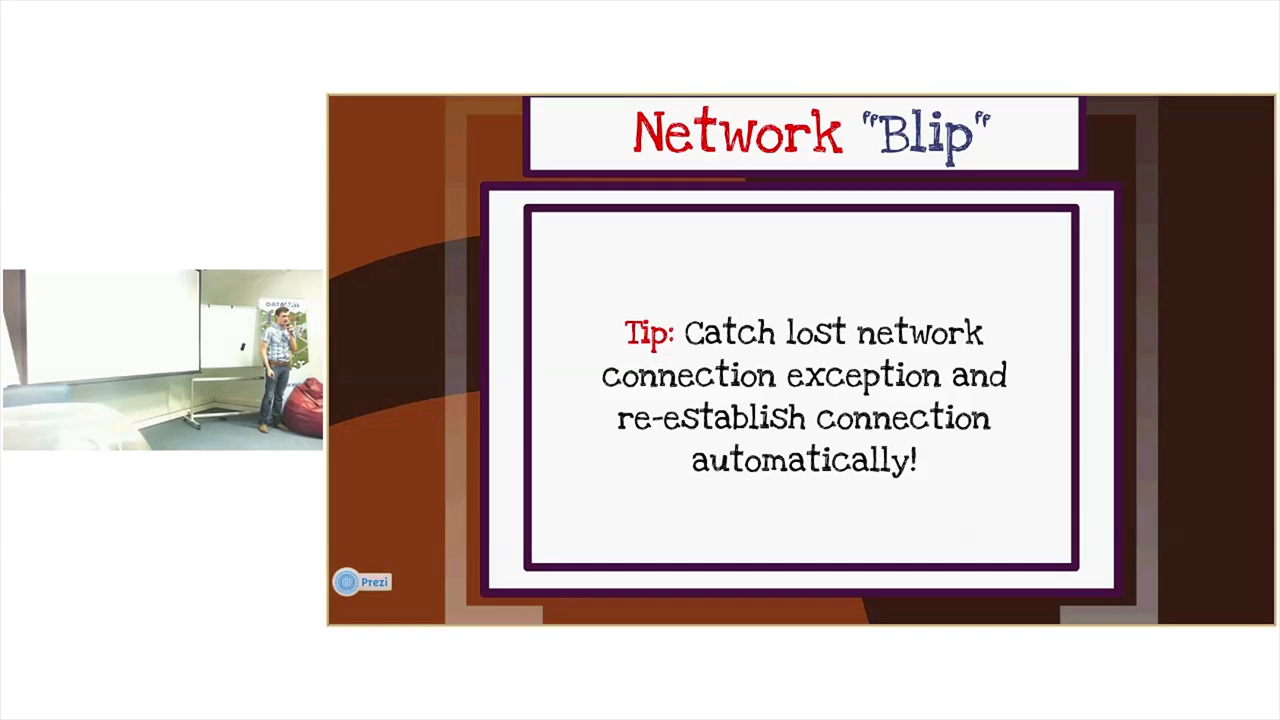 Network "Blip"
Tip: Catch lost network
connection exception and
re-establish connection
automatically!
Prezi